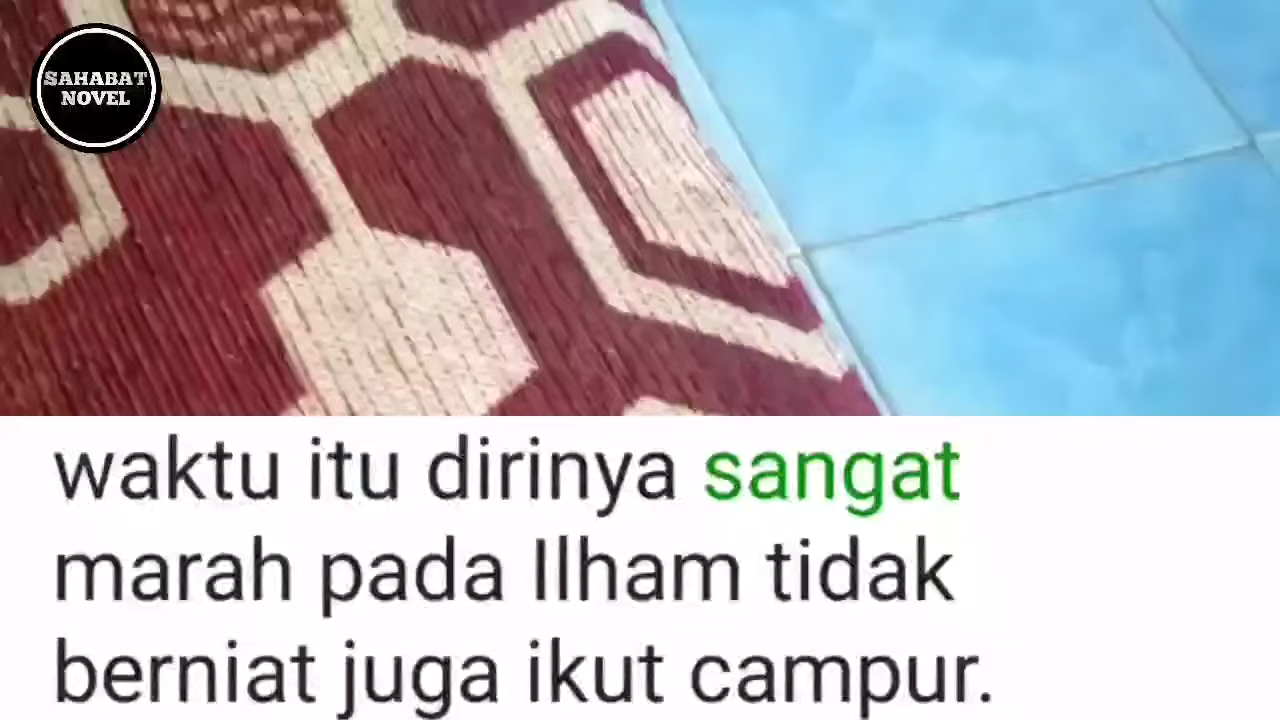 SAHABAT
NOVEL
waktu itu dirinya sangat
marah pada Ilham tidak
berniat juga ikut campur.